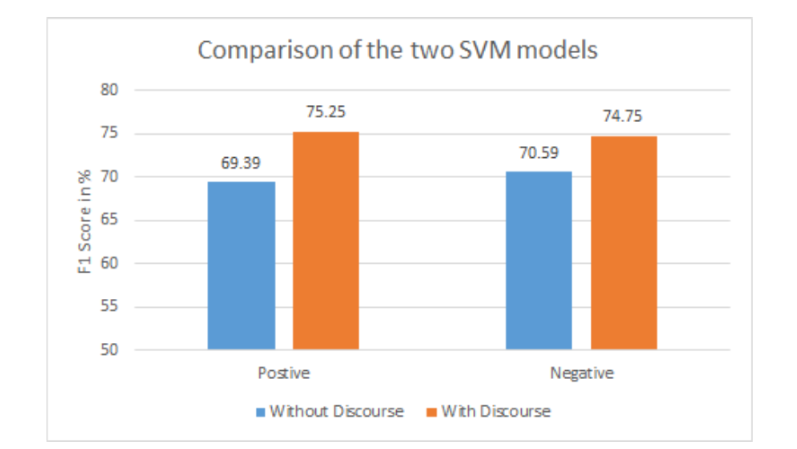 Comparison of the two SVM models
80
75
70
65
60
55
50
F1 Score in %
69.39
75.25
70.59
74.75
Postive
Negative
Without Discourse
With Discourse